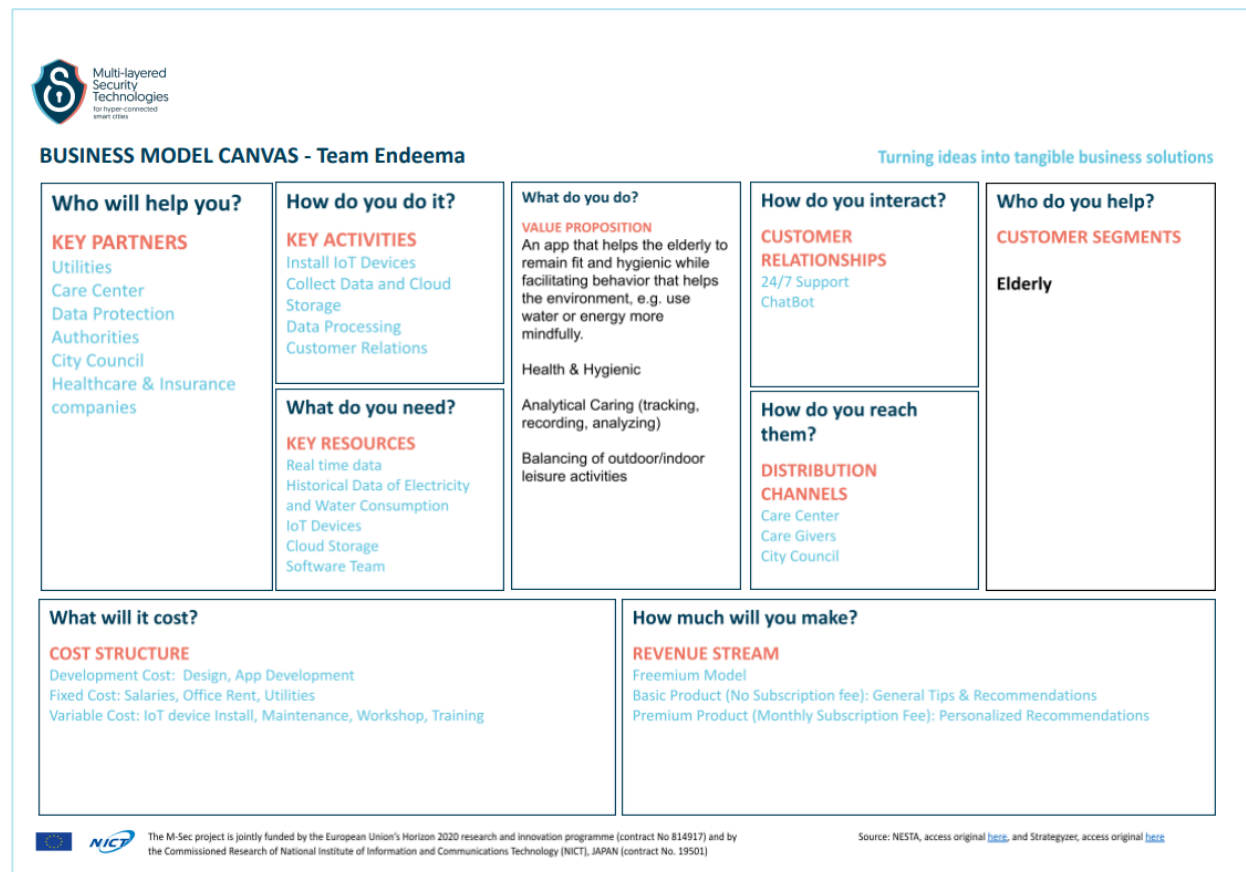 Multi-layered
Security
Technologies
for hyper-connected
smart cities
BUSINESS MODEL CANVAS - Team Endeema
Turning ideas into tangible business solutions
Who will help you?
KEY PARTNERS
Utilities
Care Center
Data Protection
Authorities
City Council
Healthcare & Insurance
companies
How do you do it?
KEY ACTIVITIES
Install IoT Devices
Collect Data and Cloud
Storage
Data Processing
Customer Relations
What do you need?
KEY RESOURCES
Real time data
Historical Data of Electricity
and Water Consumption
IoT Devices
Cloud Storage
Software Team
What do you do?
VALUE PROPOSITION
An app that helps the elderly to
remain fit and hygienic while
facilitating behavior that helps
the environment, e.g. use
water or energy more
mindfully.
Health & Hygienic
Analytical Caring (tracking,
recording, analyzing)
Balancing of outdoor/indoor
leisure activities
How do you interact?
CUSTOMER
RELATIONSHIPS
24/7 Support
ChatBot
How do you reach
them?
DISTRIBUTION
CHANNELS
Care Center
Care Givers
City Council
Who do you help?
CUSTOMER SEGMENTS
Elderly
What will it cost?
COST STRUCTURE
Development Cost: Design, App Development
Fixed Cost: Salaries, Office Rent, Utilities
Variable Cost: IoT device Install, Maintenance, Workshop, Training
How much will you make?
REVENUE STREAM
Freemium Model
Basic Product (No Subscription fee): General Tips & Recommendations
Premium Product (Monthly Subscription Fee): Personalized Recommendations
NICT
The M-Sec project is jointly funded by the European Union's Horizon 2020 research and innovation programme (contract No 814917) and by
the Commissioned Research of National Institute of Information and Communications Technology (NICT), JAPAN (contract No. 19501)
Source: NESTA, access original here, and Strategyzer, access original here